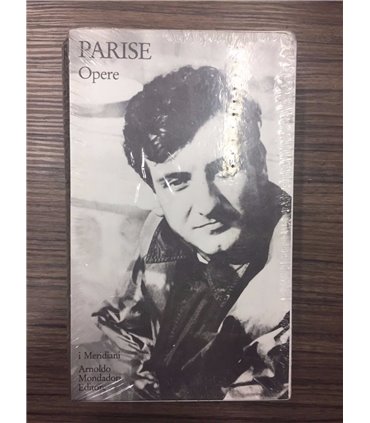 PARISE
Opere
i Meridiani
Arnoldo
Mondadori
Editore